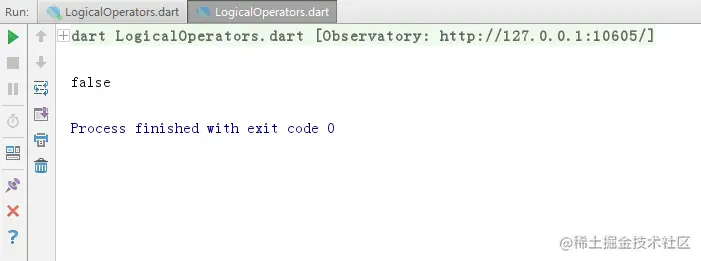 Run: LogicalOperators.dart LogicalOperators.dart
dart LogicalOperators.dart [Observatory: http://127.0.0.1:10605/]
false
Process finished with exit code 0
@稀土掘金技术社区